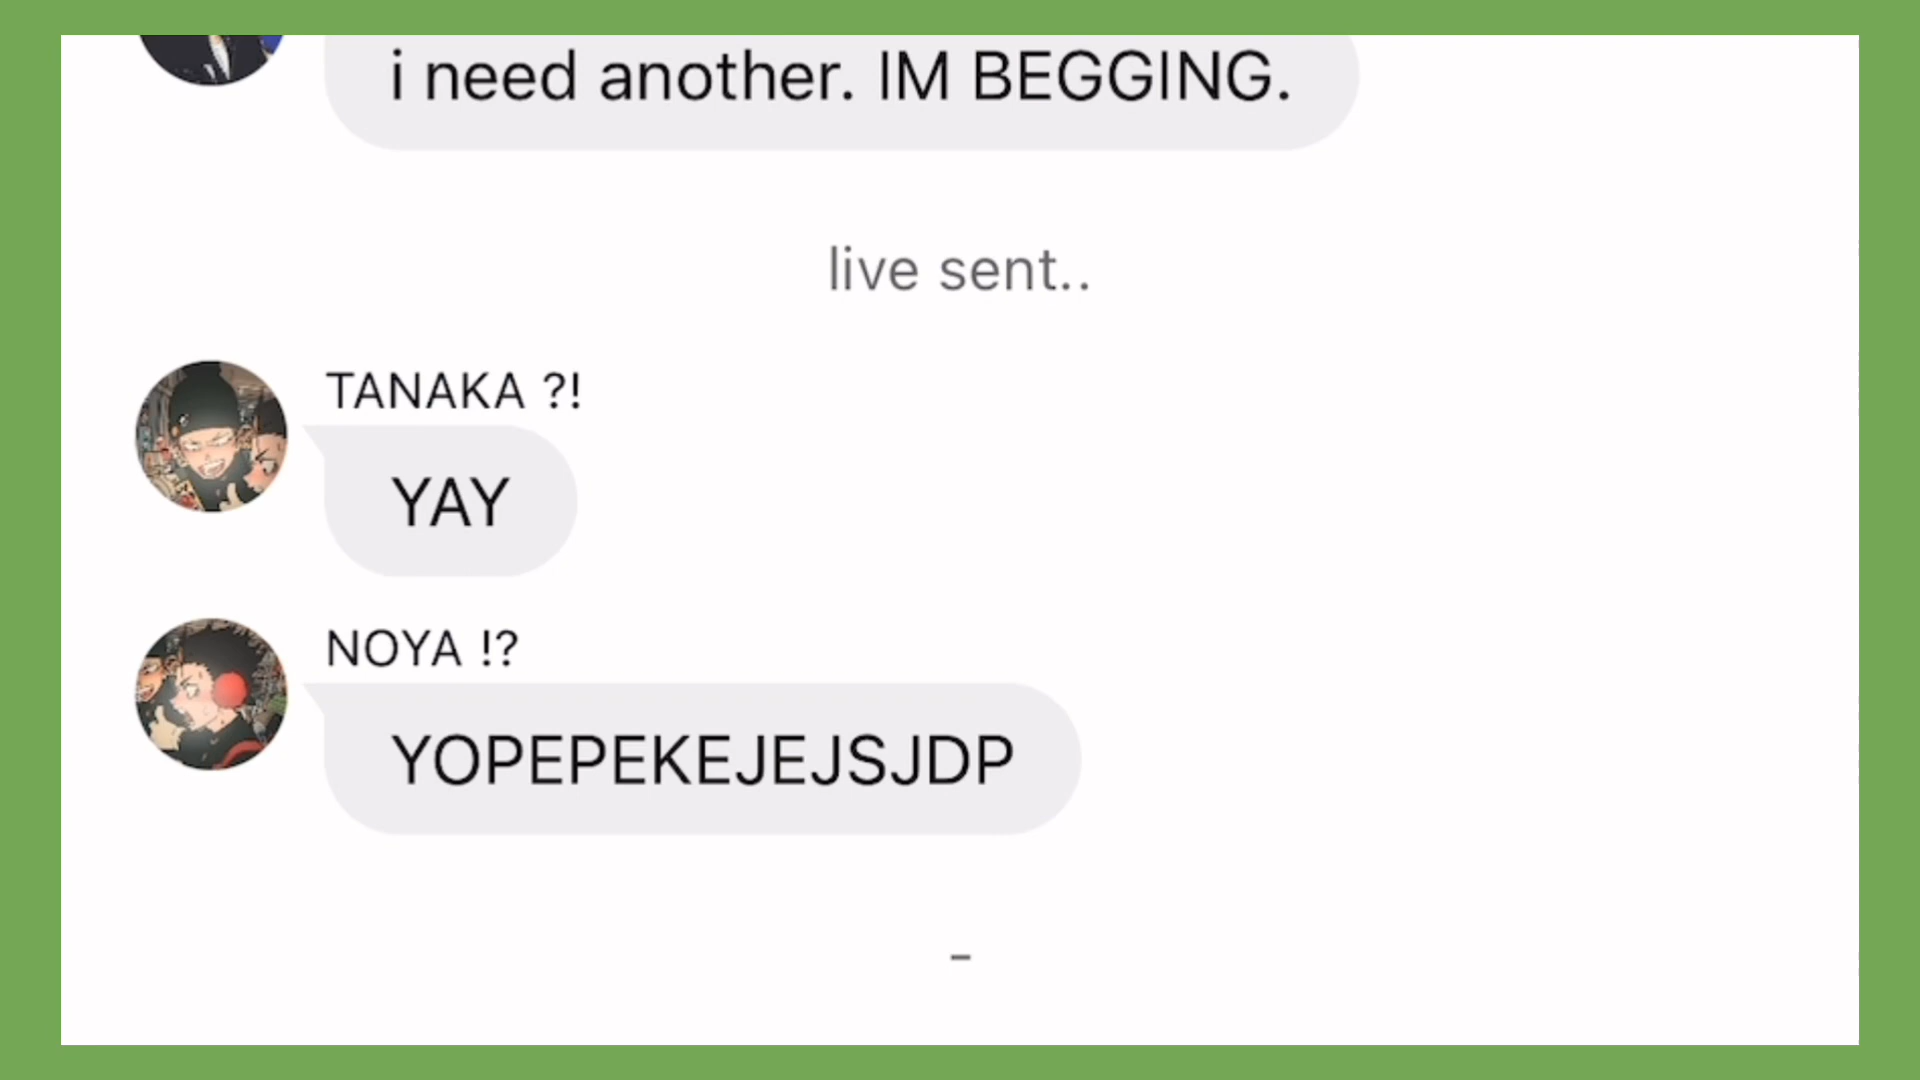 i need another. IM BEGGING.
live sent..
TANAKA ?!
YAY
NOYA !?
YOPEPEKEJEJSJDP
-